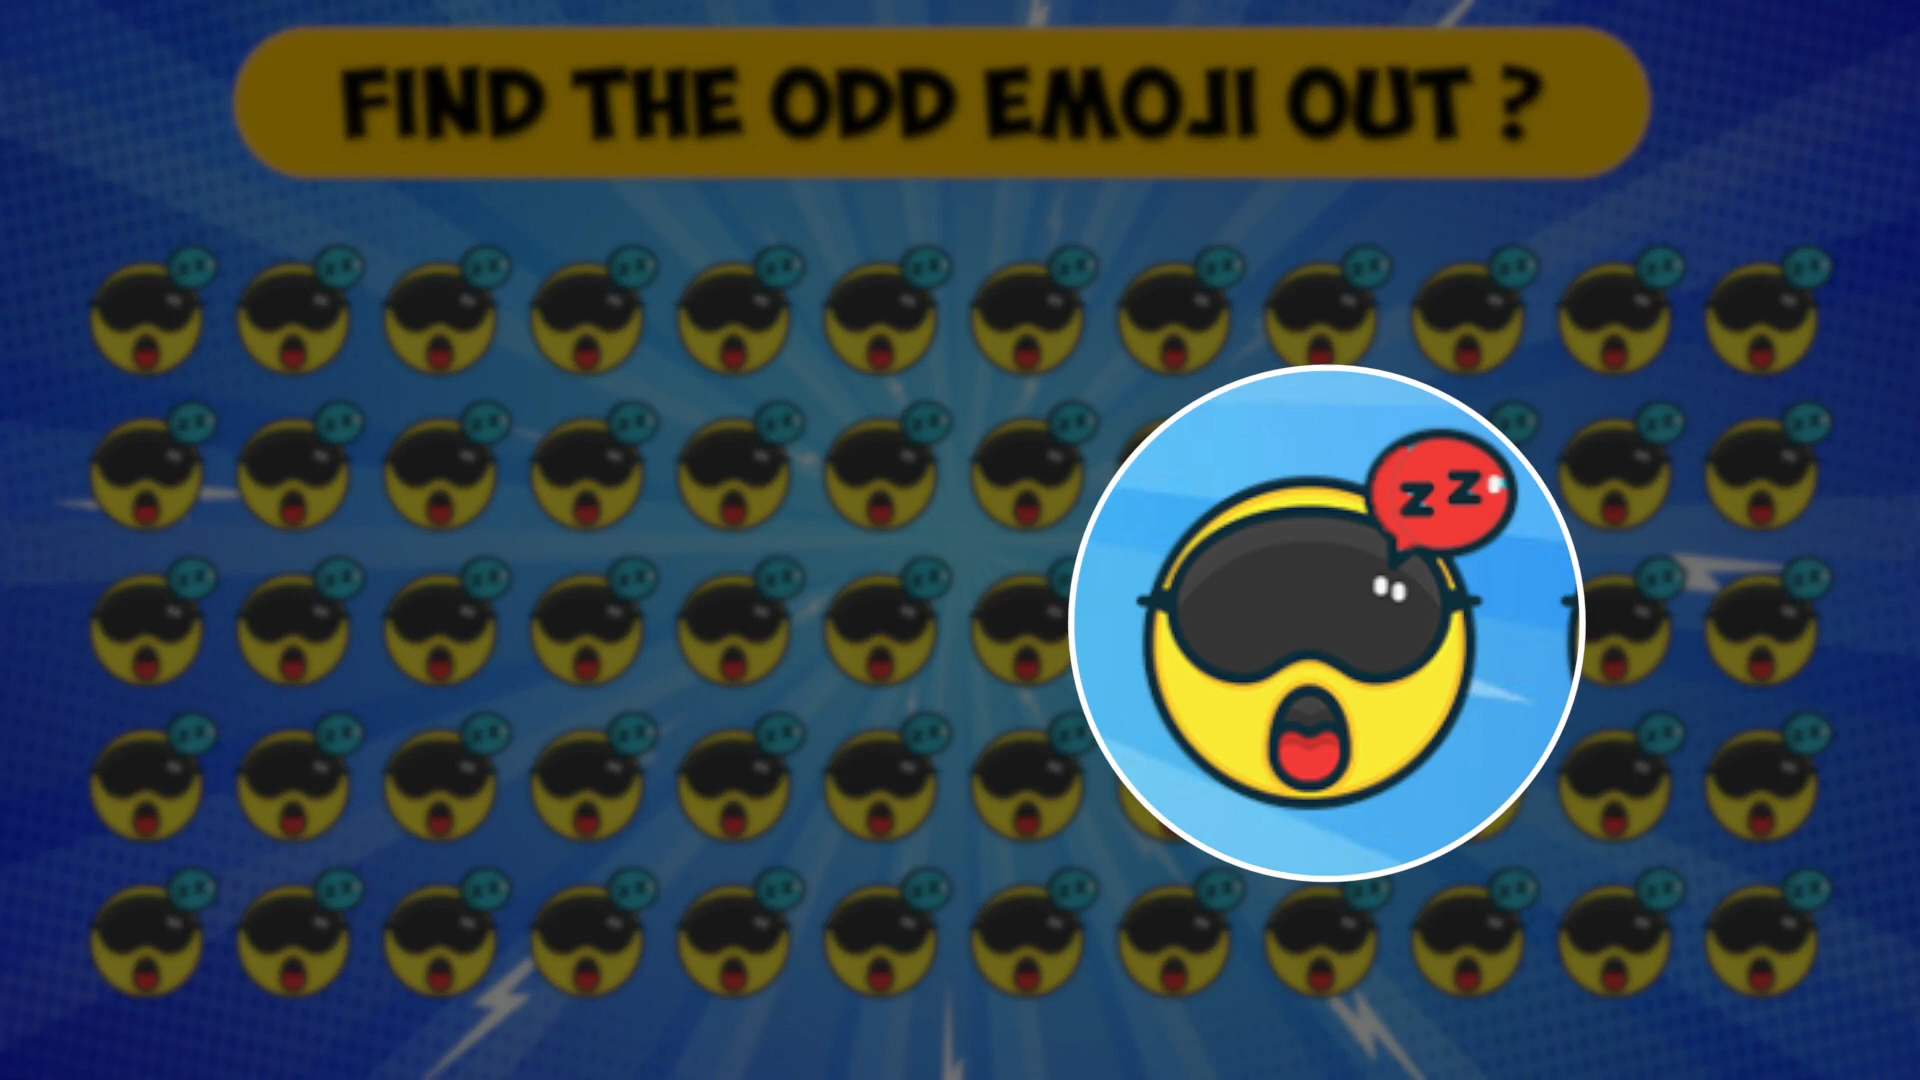 FIND THE ODD EMOJI OUT ?
z z